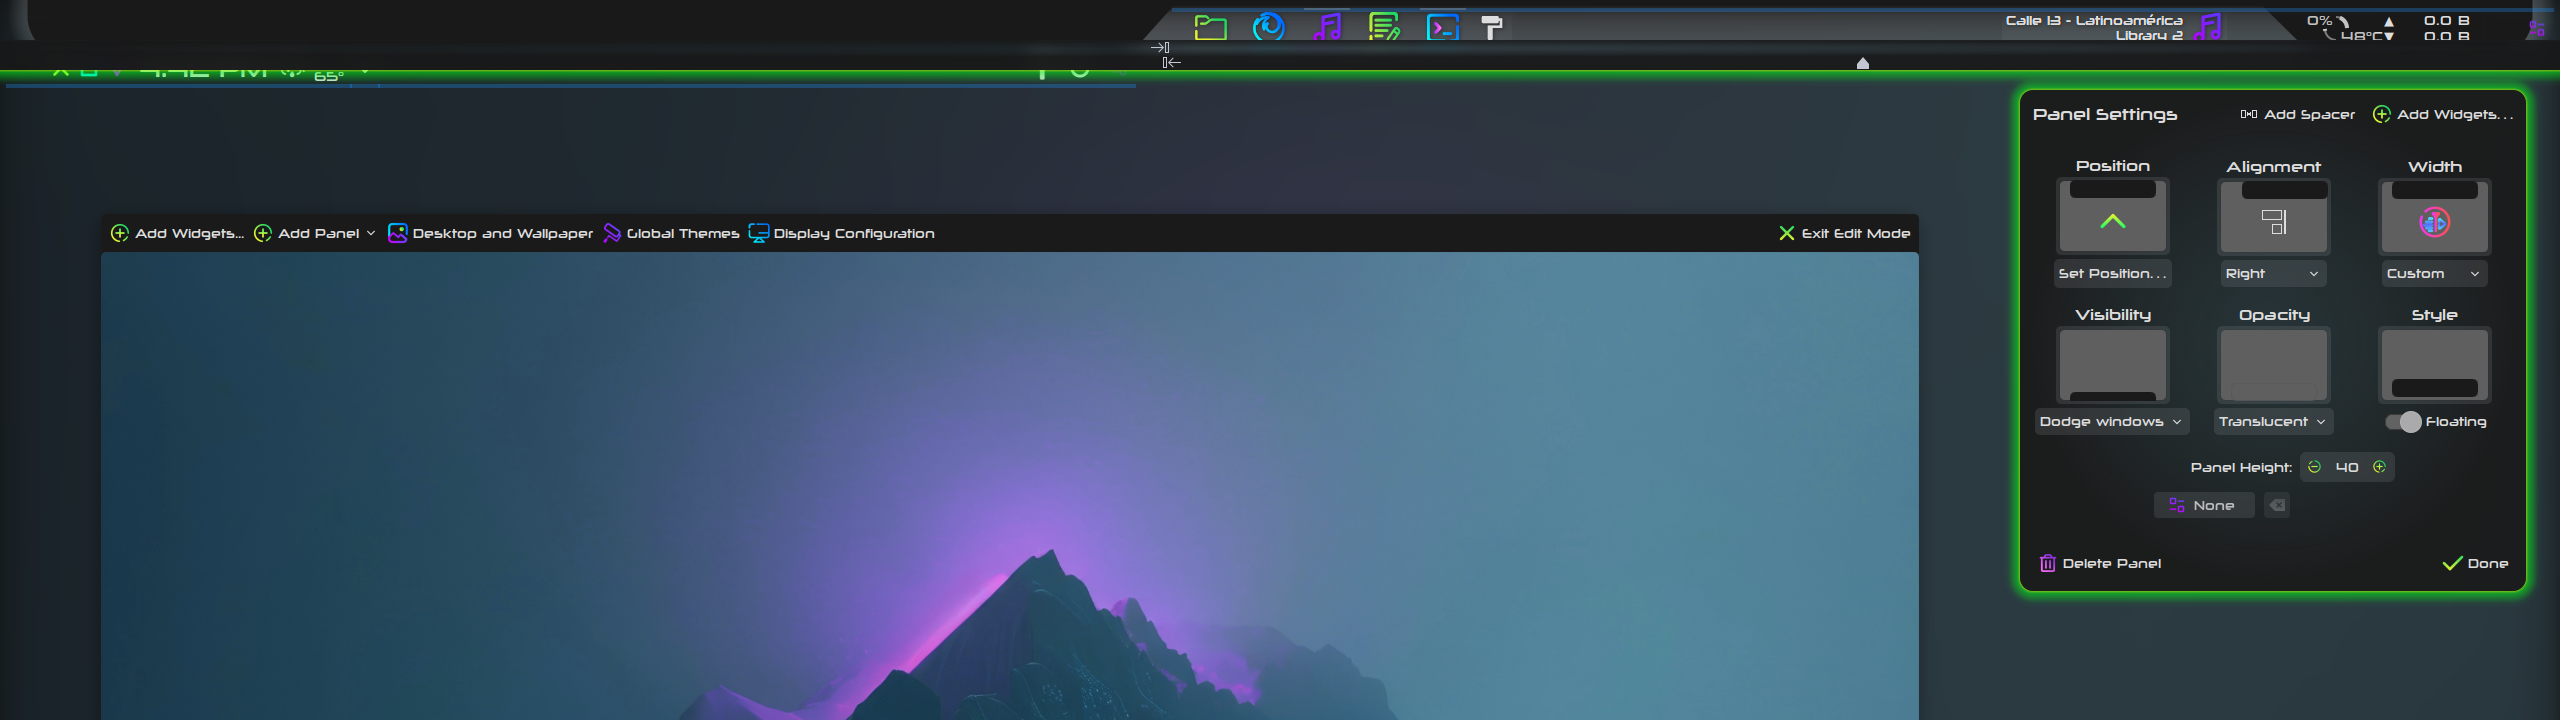 Calle 13 - Latinoamérica
Library 2
0%
48°C
▲ 0.0 B
▼ 0.0 B
4:42 PM
65°
Panel Settings
Add Spacer
Add Widgets...
Position
Alignment
Width
Set Position...
Right
Custom
Visibility
Opacity
Style
Dodge windows
Translucent
Floating
Panel Height:
40
None
Delete Panel
Done
Add Widgets...
Add Panel
Desktop and Wallpaper
Global Themes
Display Configuration
Exit Edit Mode